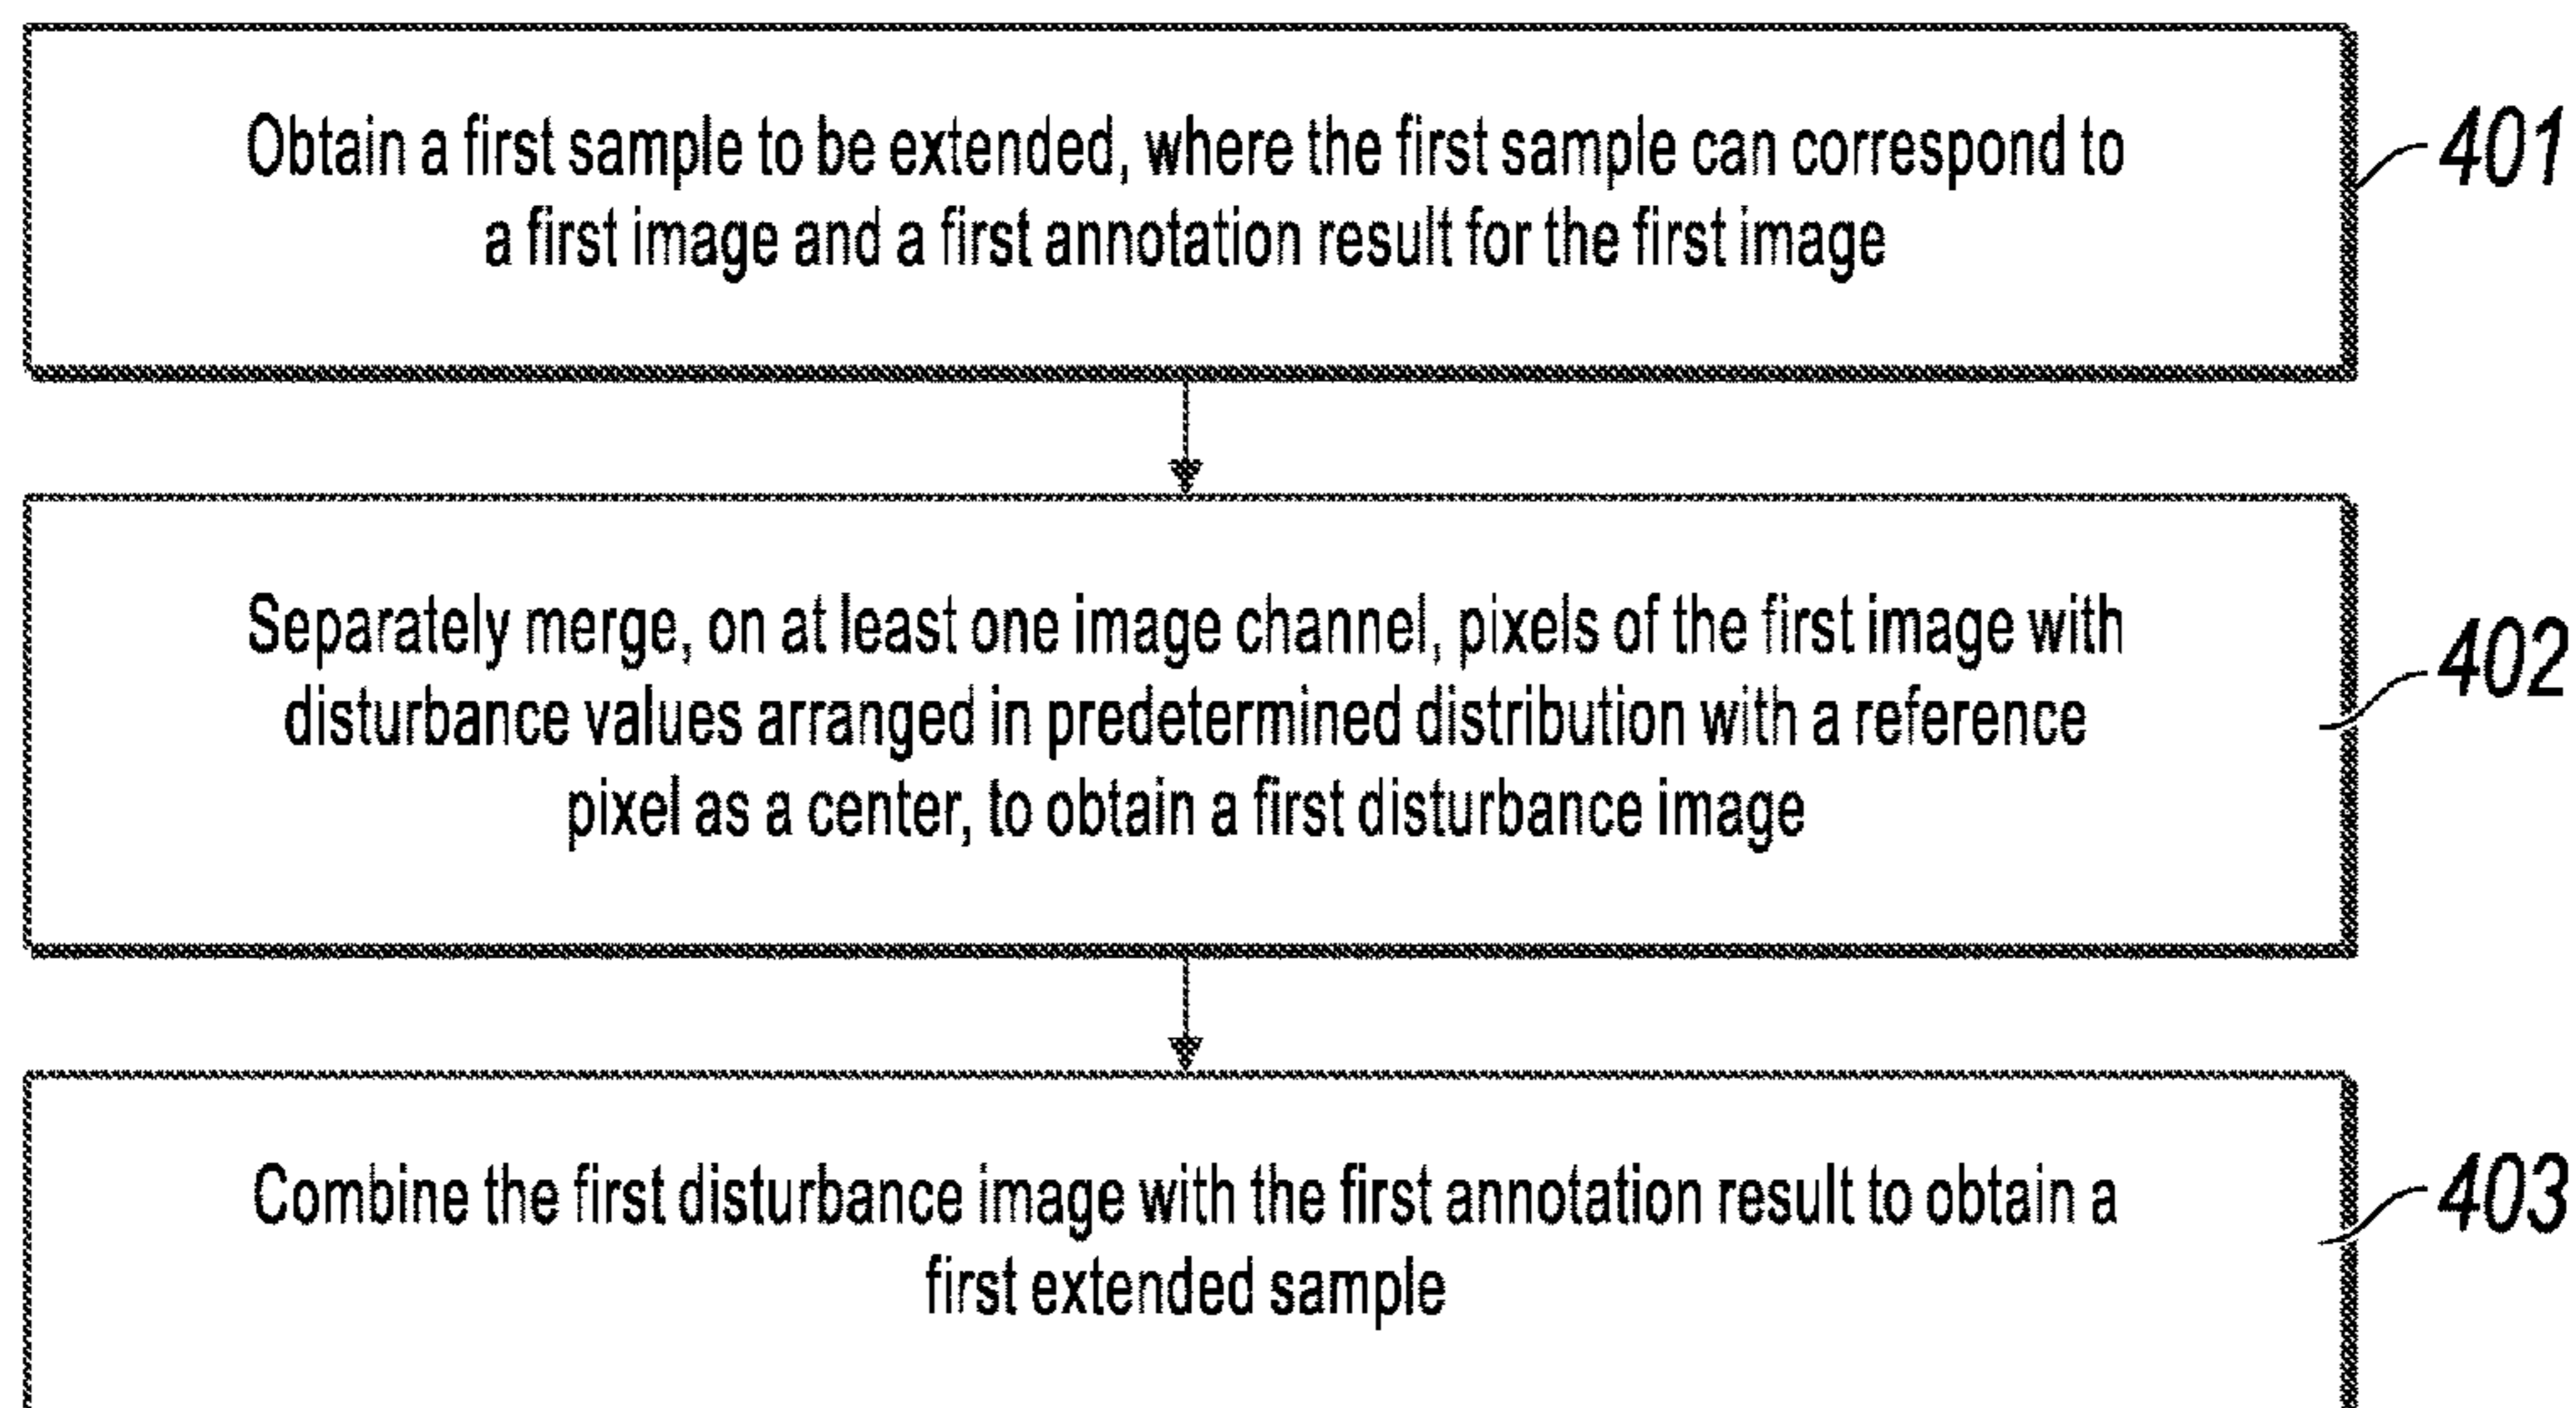 Obtain a first sample to be extended, where the first sample can correspond to
a first image and a first annotation result for the first image
401
Separately merge, on at least one image channel, pixels of the first image with
disturbance values arranged in predetermined distribution with a reference
pixel as a center, to obtain a first disturbance image
402
Combine the first disturbance image with the first annotation result to obtain a
first extended sample
403